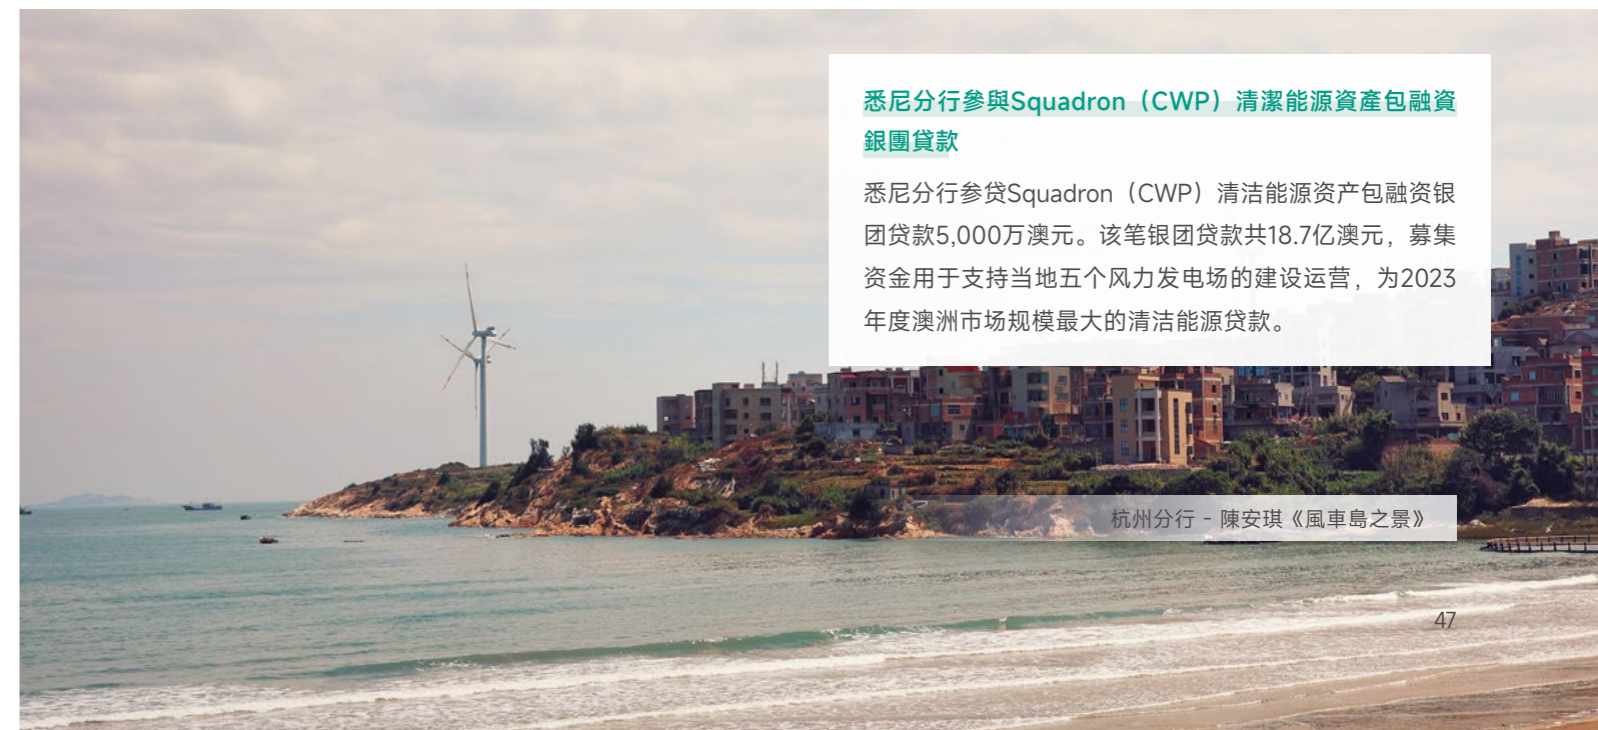 悉尼分行參與Squadron（CWP）清潔能源資產包融資
銀團貸款
悉尼分行参贷Squadron（CWP）清洁能源资产包融资银
团贷款5,000万澳元。该笔银团贷款共18.7亿澳元，募集
资金用于支持当地五个风力发电场的建设运营，为2023
年度澳洲市场规模最大的清洁能源贷款。
杭州分行 - 陳安琪《風車島之景》
47